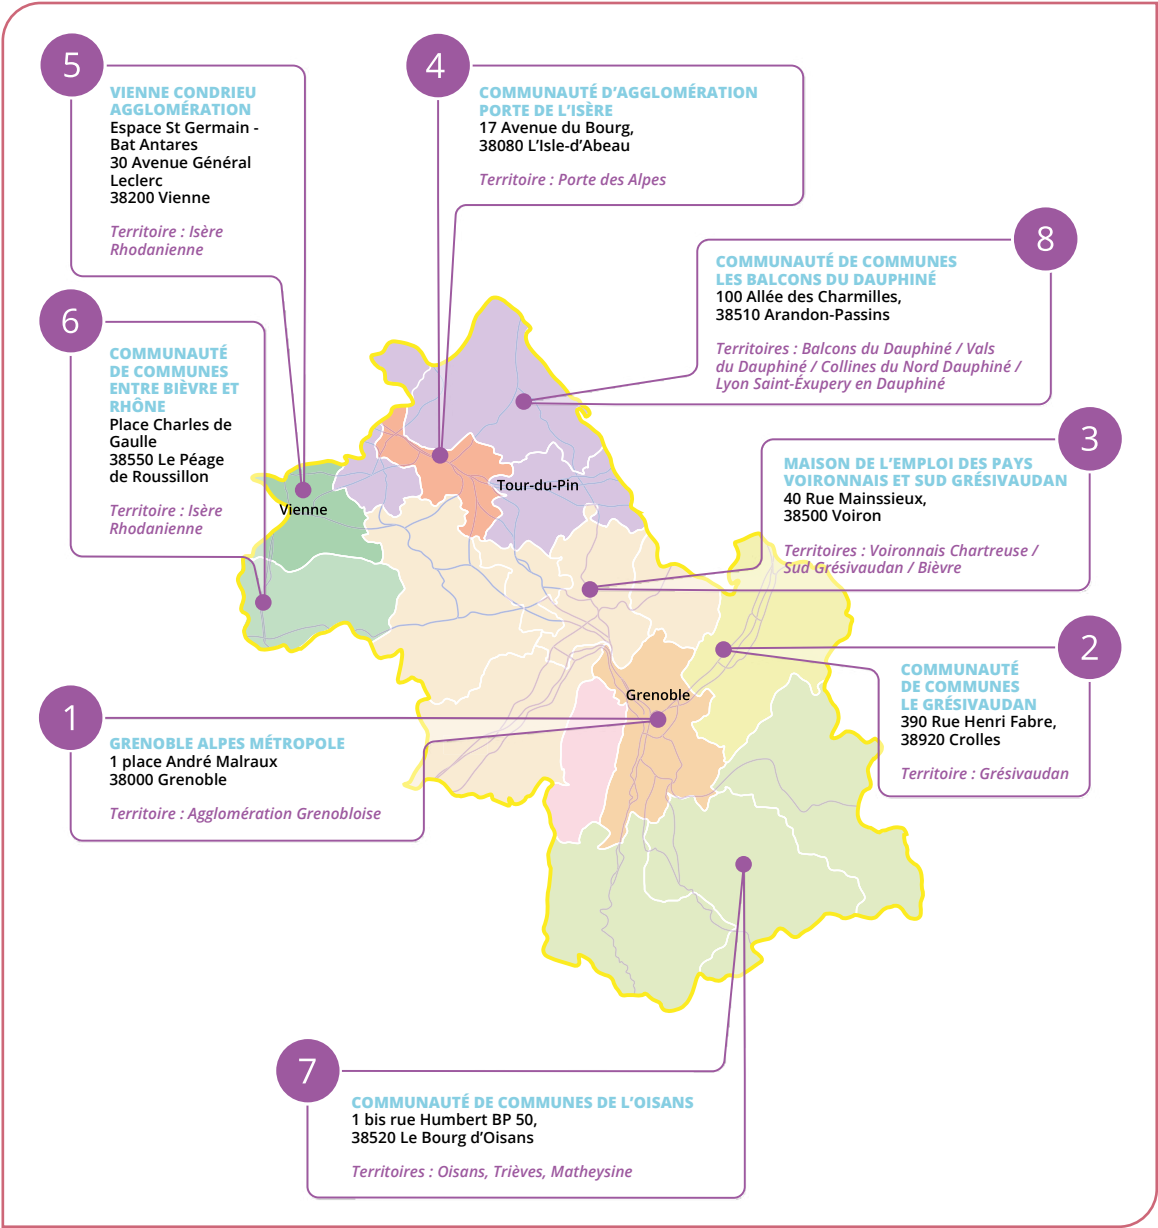 5
VIENNE CONDRIEU
AGGLOMÉRATION
Espace St Germain -
Bat Antares
30 Avenue Général
Leclerc
38200 Vienne
Territoire : Isère
Rhodanienne
4
COMMUNAUTÉ D'AGGLOMÉRATION
PORTE DE L'ISÈRE
17 Avenue du Bourg,
38080 L'Isle-d'Abeau
Territoire : Porte des Alpes
8
COMMUNAUTÉ DE COMMUNES
LES BALCONS DU DAUPHINÉ
100 Allée des Charmilles,
38510 Arandon-Passins
Territoires : Balcons du Dauphiné / Vals
du Dauphiné / Collines du Nord Dauphiné /
Lyon Saint-Éxupery en Dauphiné
6
COMMUNAUTÉ
DE COMMUNES
ENTRE BIÈVRE ET
RHÔNE
Place Charles de
Gaulle
38550 Le Péage
de Roussillon
Territoire : Isère
Rhodanienne
3
MAISON DE L'EMPLOI DES PAYS
VOIRONNAIS ET SUD GRÉSIVAUDAN
40 Rue Mainssieux,
38500 Voiron
Territoires : Voironnais Chartreuse /
Sud Grésivaudan / Bièvre
Tour-du-Pin
Vienne
Grenoble
2
COMMUNAUTÉ
DE COMMUNES
LE GRÉSIVAUDAN
390 Rue Henri Fabre,
38920 Crolles
Territoire : Grésivaudan
1
GRENOBLE ALPES MÉTROPOLE
1 place André Malraux
38000 Grenoble
Territoire : Agglomération Grenobloise
7
COMMUNAUTÉ DE COMMUNES DE L'OISANS
1 bis rue Humbert BP 50,
38520 Le Bourg d'Oisans
Territoires : Oisans, Trièves, Matheysine